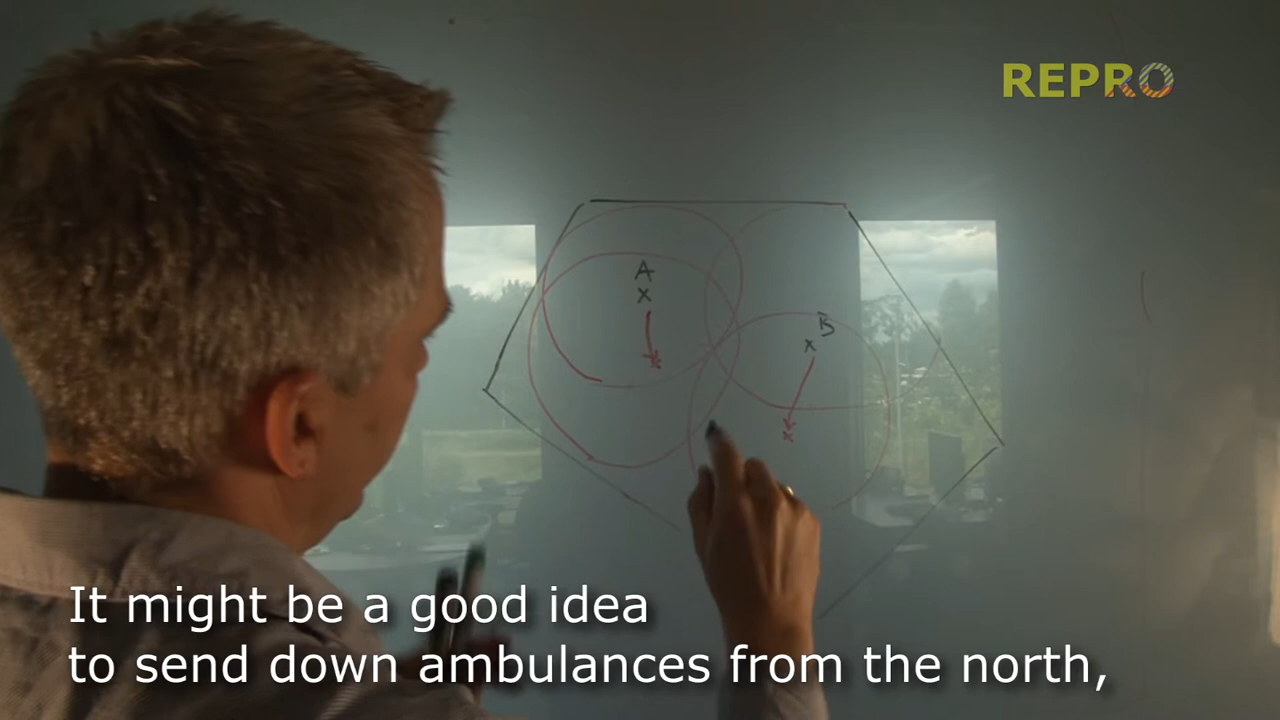 REPRO
A
x
B
x
x
x
It might be a good idea
to send down ambulances from the north,